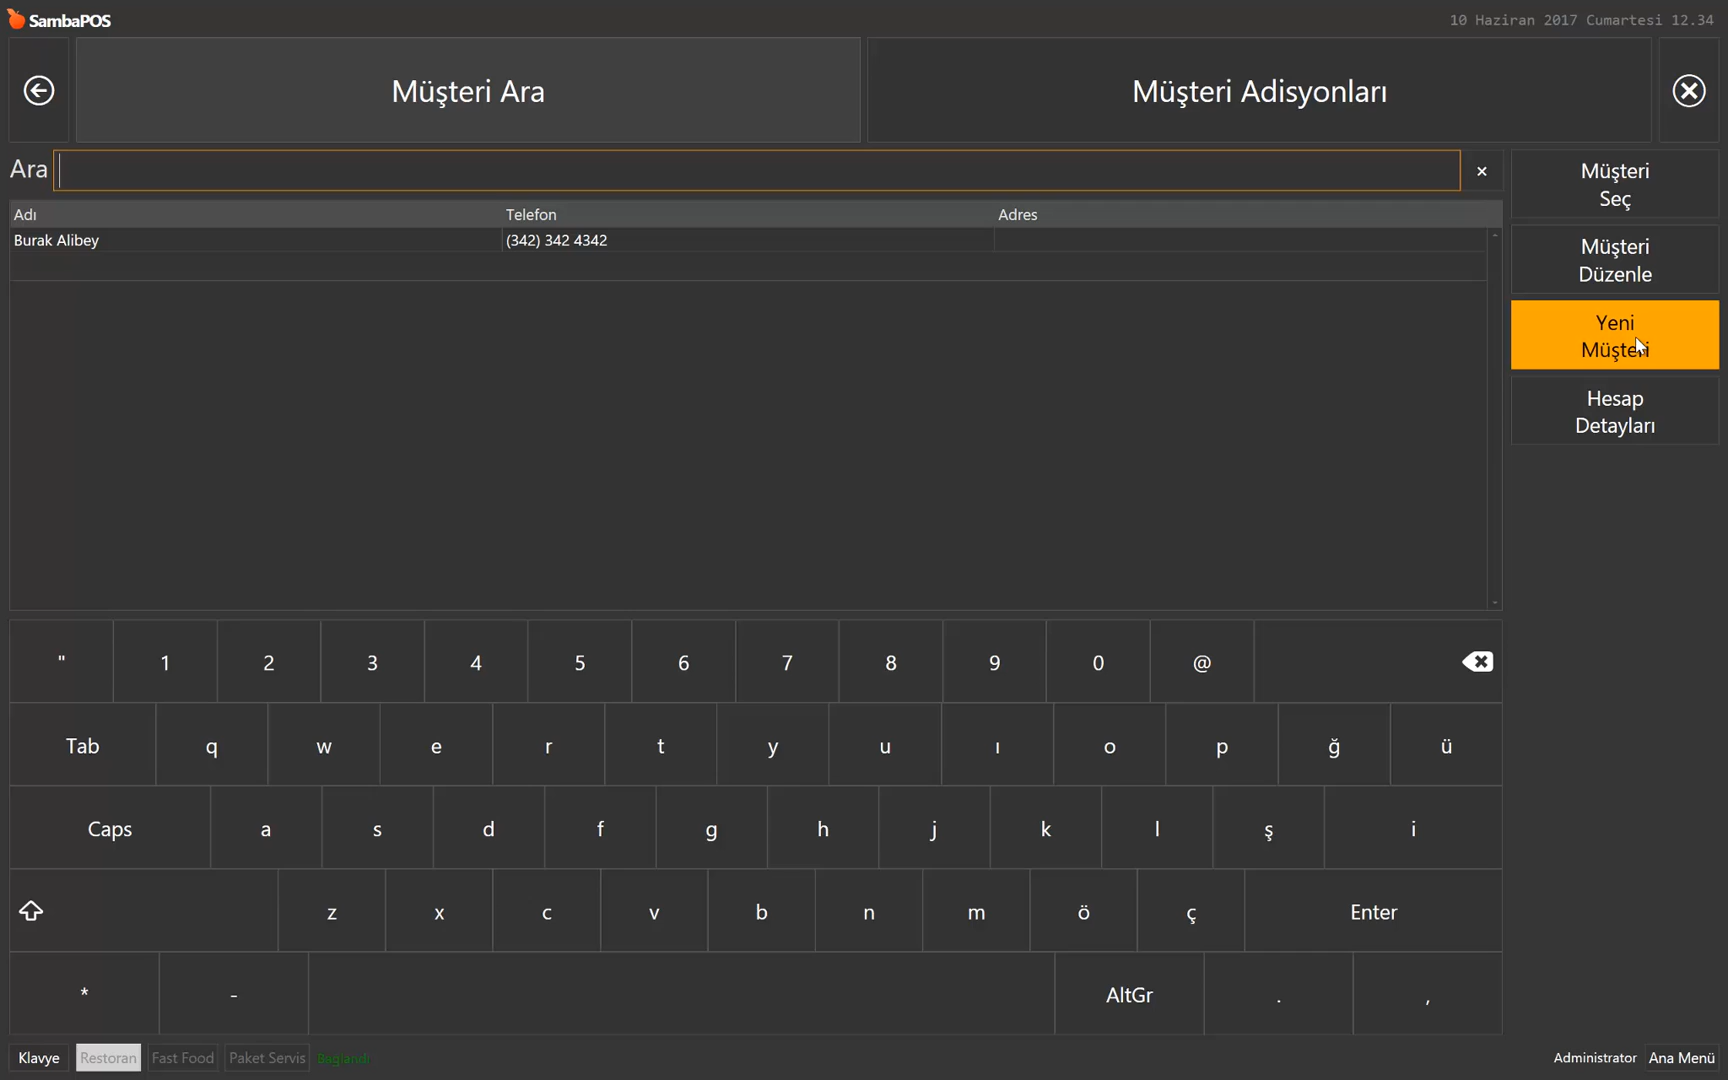 SambaPOS
10 Haziran 2017 Cumartesi 12.34
Müşteri Ara
Müşteri Adisyonları
Ara
×
Müşteri
Seç
Adı Telefon Adres
Burak Alibey (342) 342 4342
Müşteri
Düzenle
Yeni
Müşteri
Hesap
Detayları
" 1 2 3 4 5 6 7 8 9 0 @
Tab q w e r t y u ı o p ğ ü
Caps a s d f g h j k l ş i
z x c v b n m ö ç Enter
* - AltGr . ,
Klavye Restoran Fast Food Paket Servis Bağlandı
Administrator Ana Menü